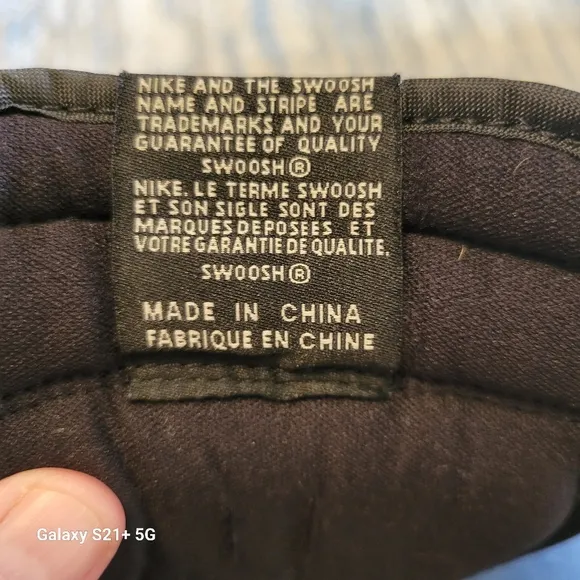 NIKE AND THE SWOOSH
NAME AND STRIPE ARE
TRADEMARKS AND YOUR
GUARANTEE OF QUALITY
SWOOSH®
NIKE. LE TERME SWOOSH
ET SON SIGLE SONT DES
MARQUES DEPOSEES ET
VOTRE GARANTIE DE QUALITE.
SWOOSH®
MADE IN CHINA
FABRIQUE EN CHINE
Galaxy S21+ 5G